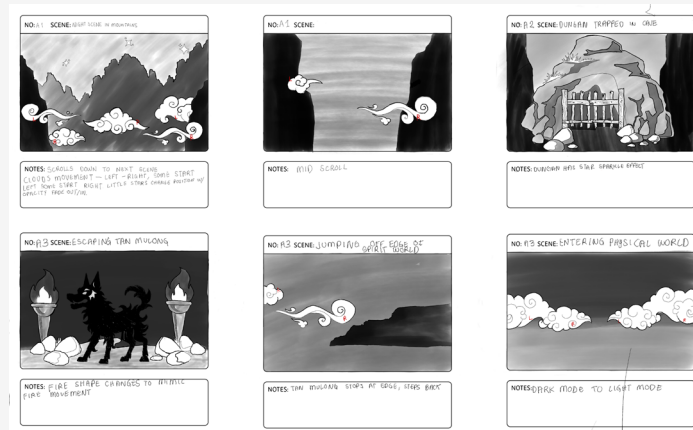 NO: A1 SCENE: NIGHT SCENE IN MOUNTAINS
NOTES: SCROLLS DOWN TO NEXT SCENE
CLOUDS MOVEMENT - LEFT - RIGHT, SOME START
LEFT SOME START RIGHT LITTLE STARS CHANGE POSITION W/
OPACITY FADE OUT/IN.
NO: A1 SCENE:
NOTES: MID SCROLL
NO: A2 SCENE: DUNCAN TRAPPED IN CAVE
NOTES: DUNCAN HAS STAR SPARKLE EFFECT
NO: A3 SCENE: ESCAPING TAN MULONG
NOTES: FIRE SHAPE CHANGES TO MIMIC
FIRE MOVEMENT
NO: A3 SCENE: JUMPING OFF EDGE OF
SPIRIT WORLD
NOTES: TAN MULONG STOPS AT EDGE, STEPS BACK
NO: A3 SCENE: ENTERING PHYSICAL WORLD
NOTES: DARK MODE TO LIGHT MODE